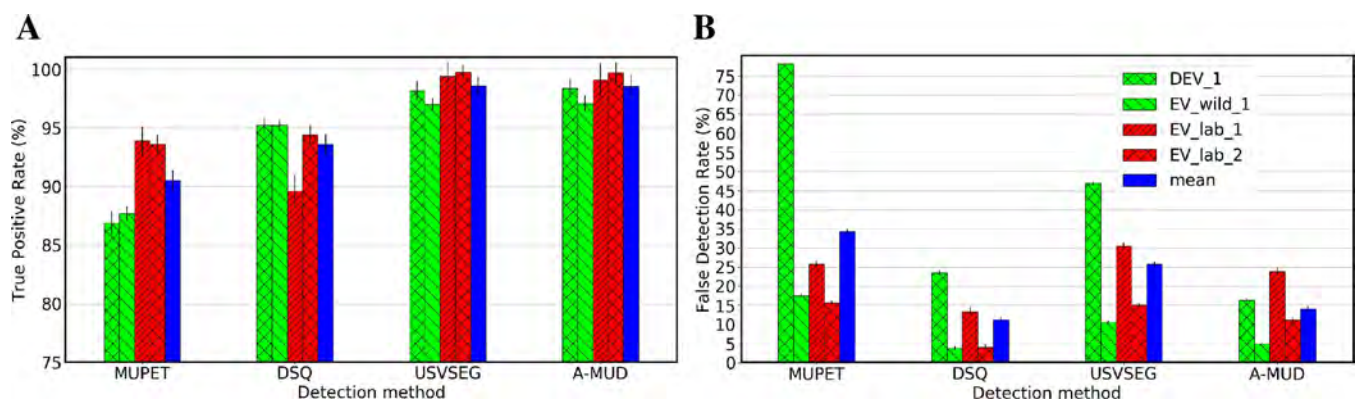 A
True Positive Rate (%)
100
95
90
85
80
75
MUPET DSQ USVSEG A-MUD
Detection method
B
False Detection Rate (%)
75
70
65
60
55
50
45
40
35
30
25
20
15
10
5
0
DEV_1
EV_wild_1
EV_lab_1
EV_lab_2
mean
MUPET DSQ USVSEG A-MUD
Detection method